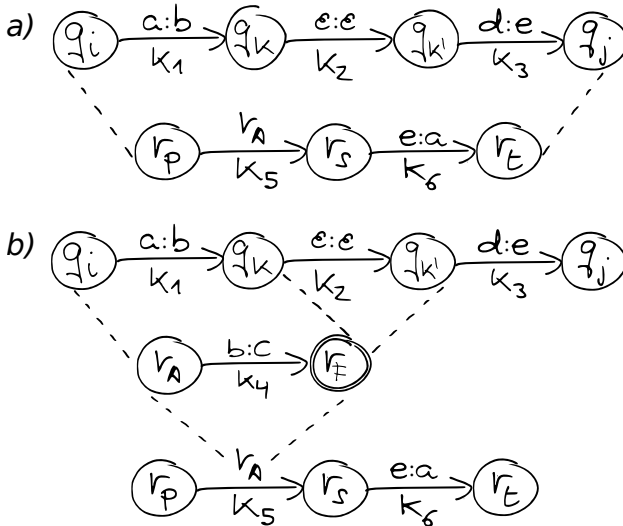 a) qi a:b K1 qk ε:ε K2 qk' d:e K3 qj
rp rA K5 rs e:a K6 rt
b) qi a:b K1 qk ε:ε K2 qk' d:e K3 qj
rA b:c K4 rF
rp rA K5 rs e:a K6 rt